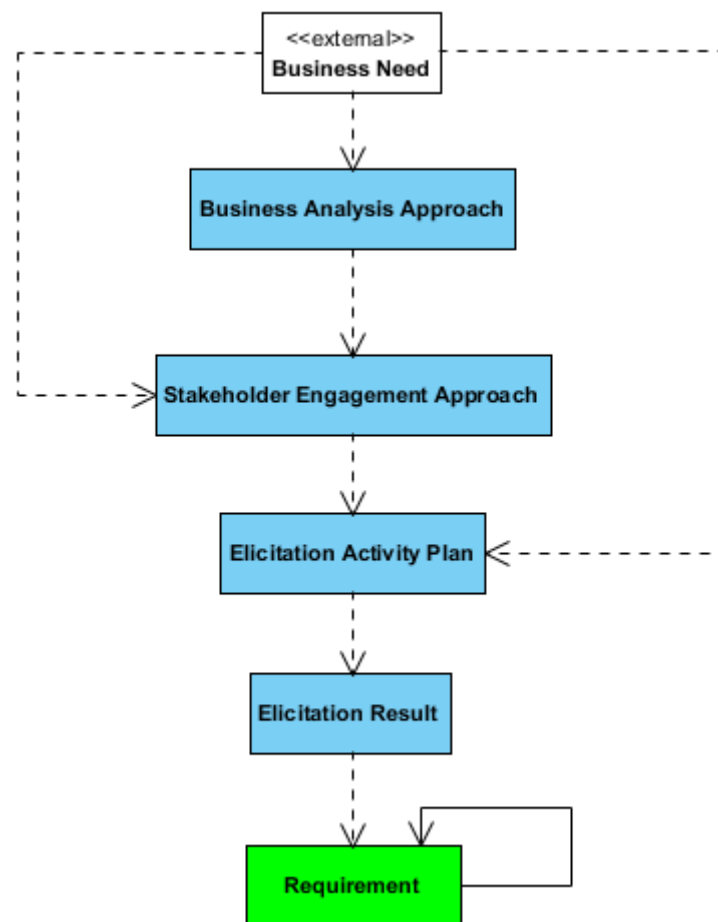 <<external>>
Business Need
Business Analysis Approach
Stakeholder Engagement Approach
Elicitation Activity Plan
Elicitation Result
Requirement